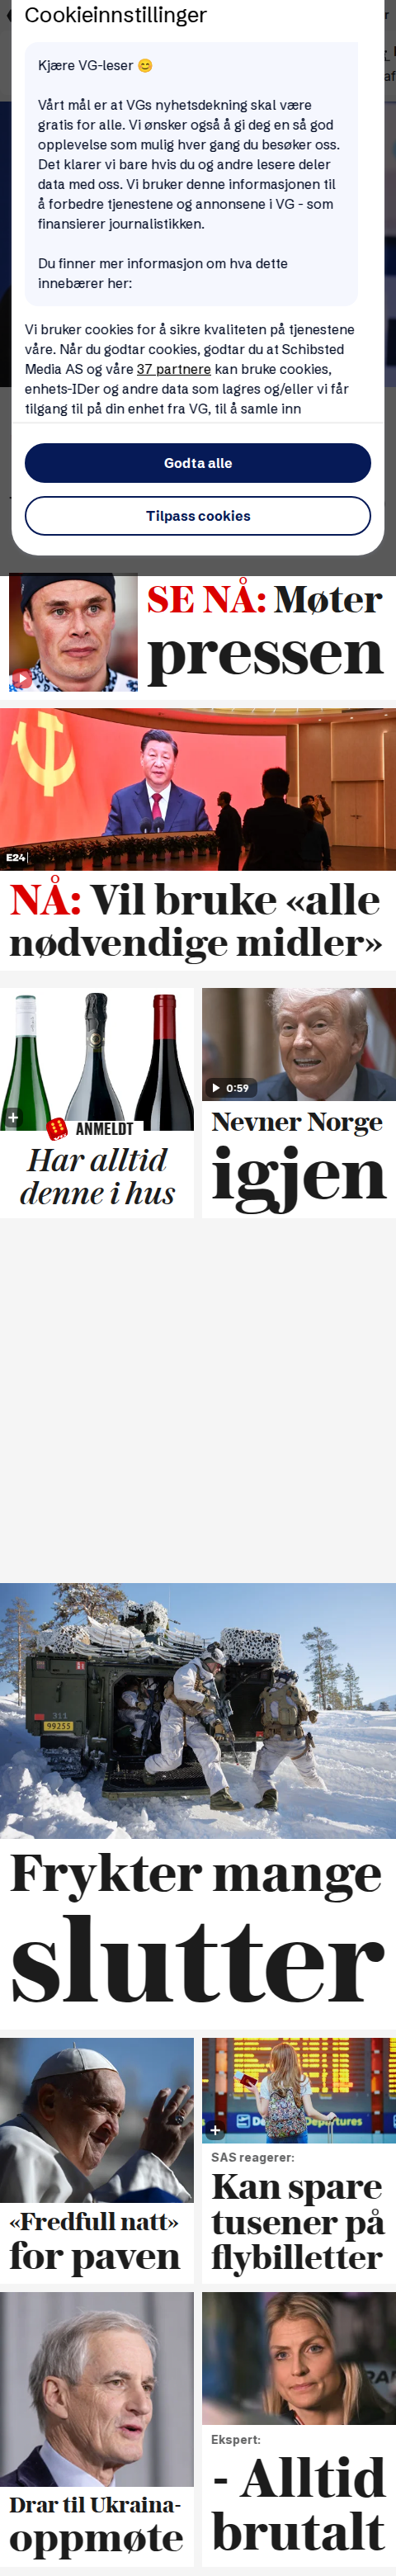 Cookieinnstillinger
Kjære VG-leser 😊
Vårt mål er at VGs nyhetsdekning skal være
gratis for alle. Vi ønsker også å gi deg en så god
opplevelse som mulig hver gang du besøker oss.
Det klarer vi bare hvis du og andre lesere deler
data med oss. Vi bruker denne informasjonen til
å forbedre tjenestene og annonsene i VG - som
finansierer journalistikken.
Du finner mer informasjon om hva dette
innebærer her:
Vi bruker cookies for å sikre kvaliteten på tjenestene
våre. Når du godtar cookies, godtar du at Schibsted
Media AS og våre 37 partnere kan bruke cookies,
enhets-IDer og andre data som lagres og/eller vi får
tilgang til på din enhet fra VG, til å samle inn
Godta alle
Tilpass cookies
SE NÅ: Møter
pressen
E24
NÅ: Vil bruke «alle
nødvendige midler»
ANMELDT
Har alltid
denne i hus
0:59
Nevner Norge
igjen
311
99255
Frykter mange
slutter
«Fredfull natt»
for paven
Departures
SAS reagerer:
Kan spare
tusener på
flybilletter
Drar til Ukraina-
oppmøte
Ekspert:
- Alltid
brutalt